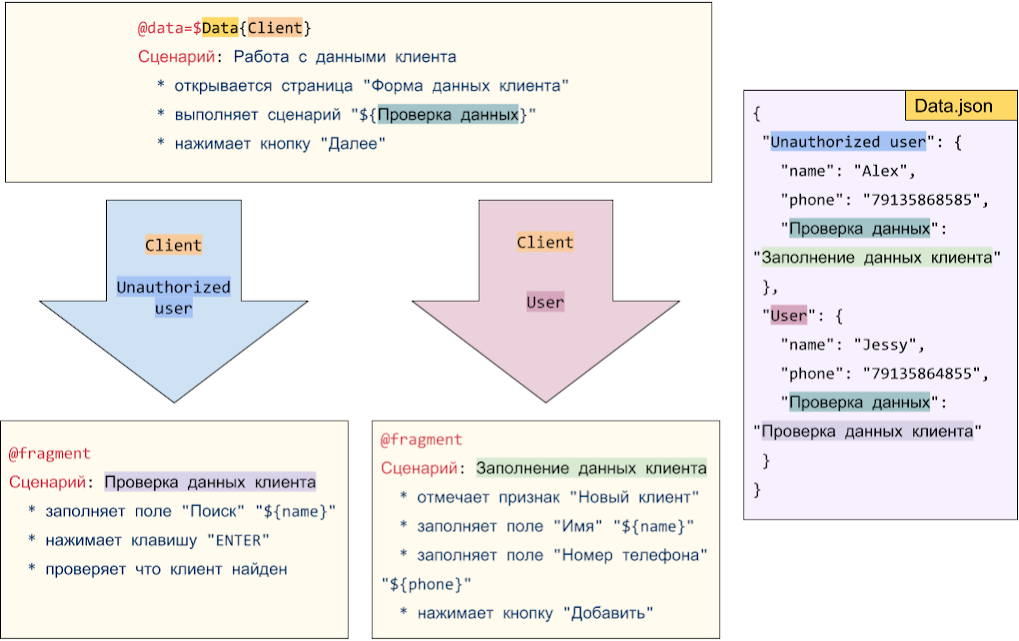 @data=$Data{Client}
Сценарий: Работа с данными клиента
* открывается страница "Форма данных клиента"
* выполняет сценарий "${Проверка данных}"
* нажимает кнопку "Далее"
Client
Unauthorized
user
Client
User
@fragment
Сценарий: Проверка данных клиента
* заполняет поле "Поиск" "${name}"
* нажимает клавишу "ENTER"
* проверяет что клиент найден
@fragment
Сценарий: Заполнение данных клиента
* отмечает признак "Новый клиент"
* заполняет поле "Имя" "${name}"
* заполняет поле "Номер телефона"
"${phone}"
* нажимает кнопку "Добавить"
Data.json
{
"Unauthorized user": {
"name": "Alex",
"phone": "79135868585",
"Проверка данных":
"Заполнение данных клиента"
},
"User": {
"name": "Jessy",
"phone": "79135864855",
"Проверка данных":
"Проверка данных клиента"
}
}